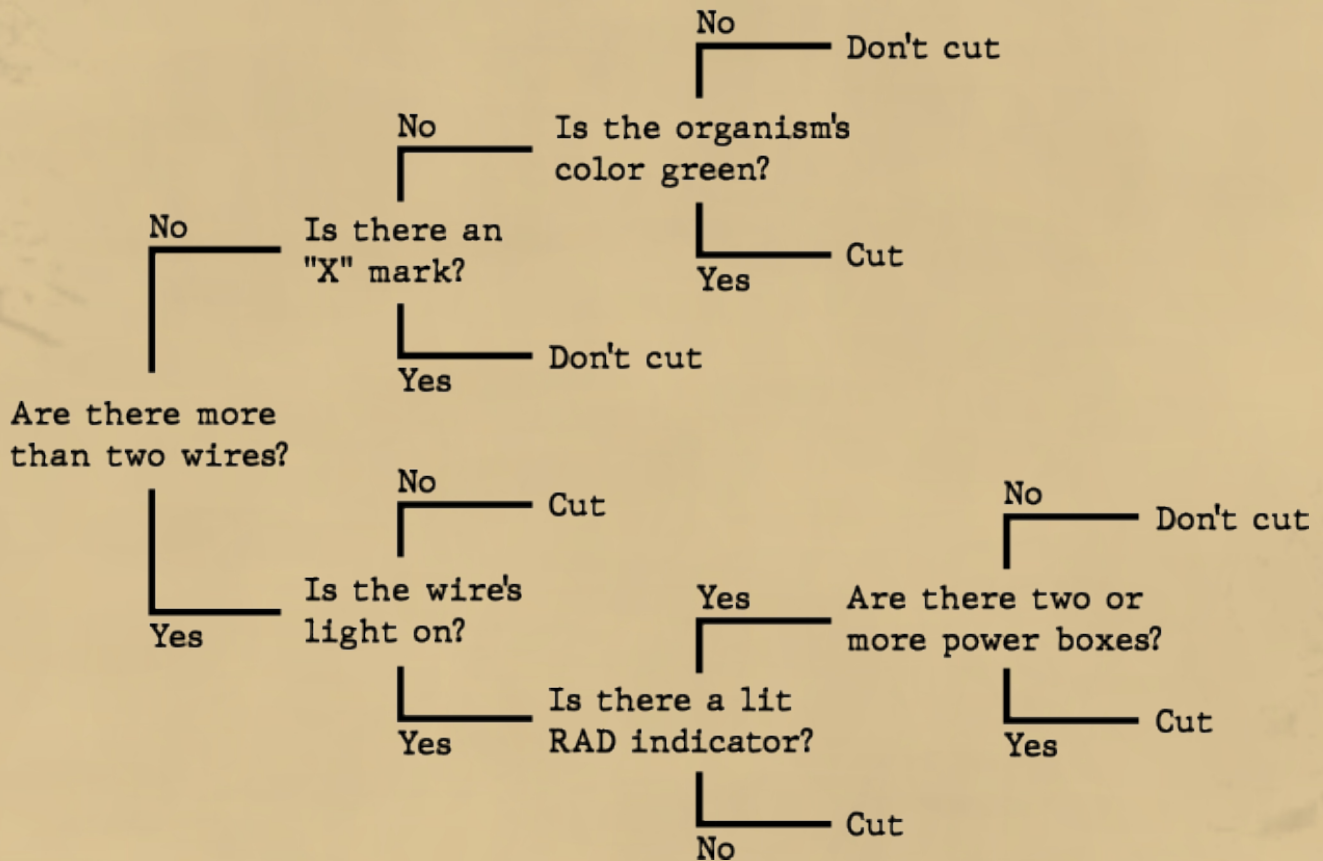 No
Don't cut
No
Is the organism's
color green?
No
Is there an
"X" mark?
Cut
Yes
Don't cut
Yes
Are there more
than two wires?
No
Cut
No
Don't cut
Is the wire's
light on?
Yes
Yes
Are there two or
more power boxes?
Is there a lit
RAD indicator?
Yes
Cut
Yes
Cut
No